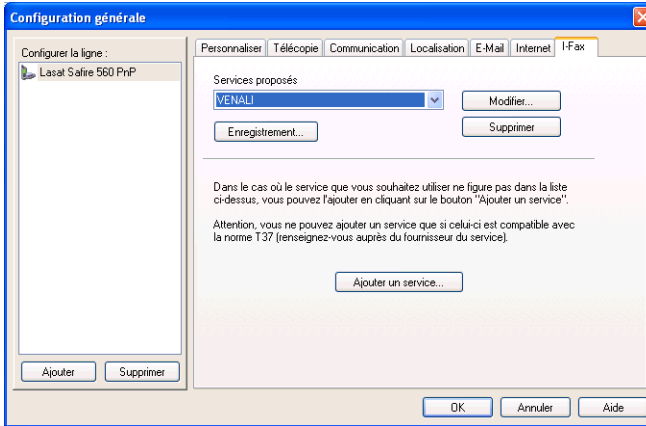 Configuration générale
Configurer la ligne :
Lasat Safire 560 PnP
Ajouter
Supprimer
Personnaliser
Télécopie
Communication
Localisation
E-Mail
Internet
I-Fax
Services proposés
VENALI
Modifier...
Enregistrement...
Supprimer
Dans le cas où le service que vous souhaitez utiliser ne figure pas dans la liste
ci-dessus, vous pouvez l'ajouter en cliquant sur le bouton "Ajouter un service".
Attention, vous ne pouvez ajouter un service que si celui-ci est compatible avec
la norme T37 (renseignez-vous auprès du fournisseur du service).
Ajouter un service...
OK
Annuler
Aide